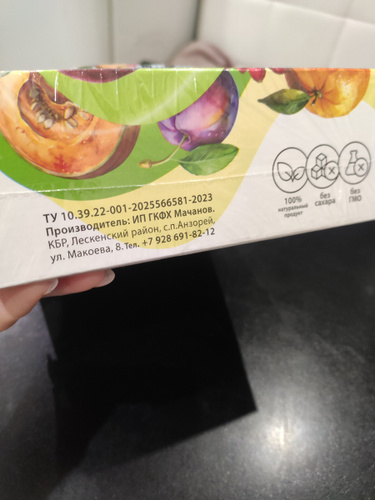 ТУ 10.39.22-001-2025566581-2023
Производитель: ИП ГКФХ Мачанов.
КБР, Лескенский район, с.п.Анзорей,
ул. Макоева, 8.Тел. +7 928 691-82-12
100%
натуральный
продукт
без
сахара
без
ГМО